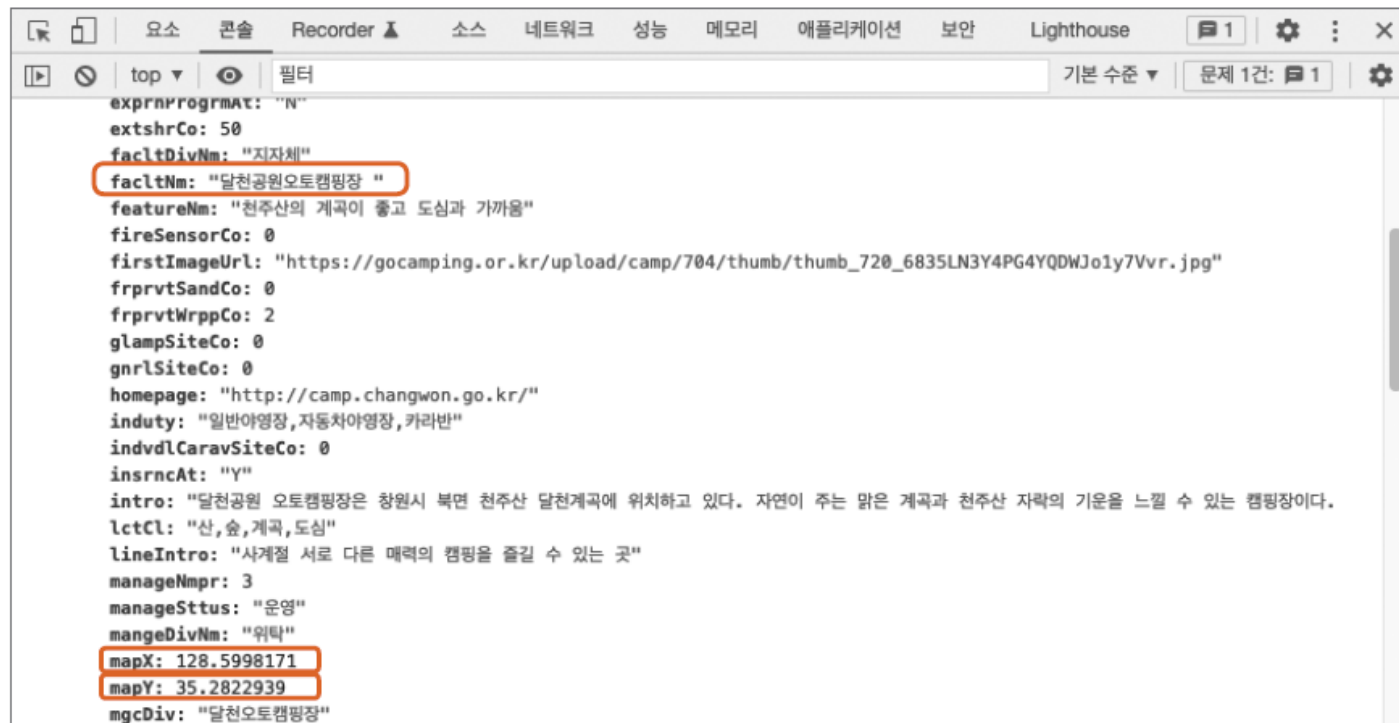 요소 콘솔 Recorder 소스 네트워크 성능 메모리 애플리케이션 보안 Lighthouse 1
top ▼ 필터 기본 수준 ▼ 문제 1건: 1
exprnProgrmAt: "N"
extshrCo: 50
facltDivNm: "지자체"
facltNm: "달천공원오토캠핑장 "
featureNm: "천주산의 계곡이 좋고 도심과 가까움"
fireSensorCo: 0
firstImageUrl: "https://gocamping.or.kr/upload/camp/704/thumb/thumb_720_6835LN3Y4PG4YQDWJo1y7Vvr.jpg"
frprvtSandCo: 0
frprvtWrppCo: 2
glampSiteCo: 0
gnrlSiteCo: 0
homepage: "http://camp.changwon.go.kr/"
induty: "일반야영장,자동차야영장,카라반"
indvdlCaravSiteCo: 0
insrncAt: "Y"
intro: "달천공원 오토캠핑장은 창원시 북면 천주산 달천계곡에 위치하고 있다. 자연이 주는 맑은 계곡과 천주산 자락의 기운을 느낄 수 있는 캠핑장이다.
lctCl: "산,숲,계곡,도심"
lineIntro: "사계절 서로 다른 매력의 캠핑을 즐길 수 있는 곳"
manageNmpr: 3
manageSttus: "운영"
mangeDivNm: "위탁"
mapX: 128.5998171
mapY: 35.2822939
mgcDiv: "달천오토캠핑장"